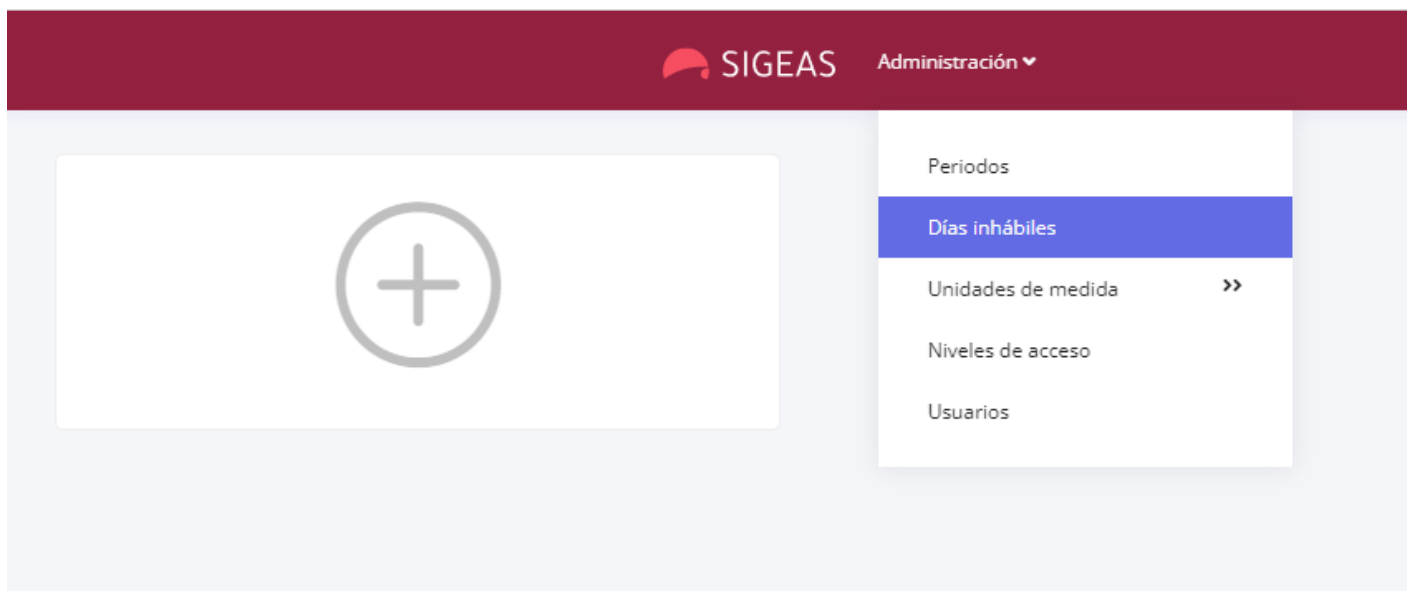 SIGEAS
Administración
Periodos
Días inhábiles
Unidades de medida
Niveles de acceso
Usuarios